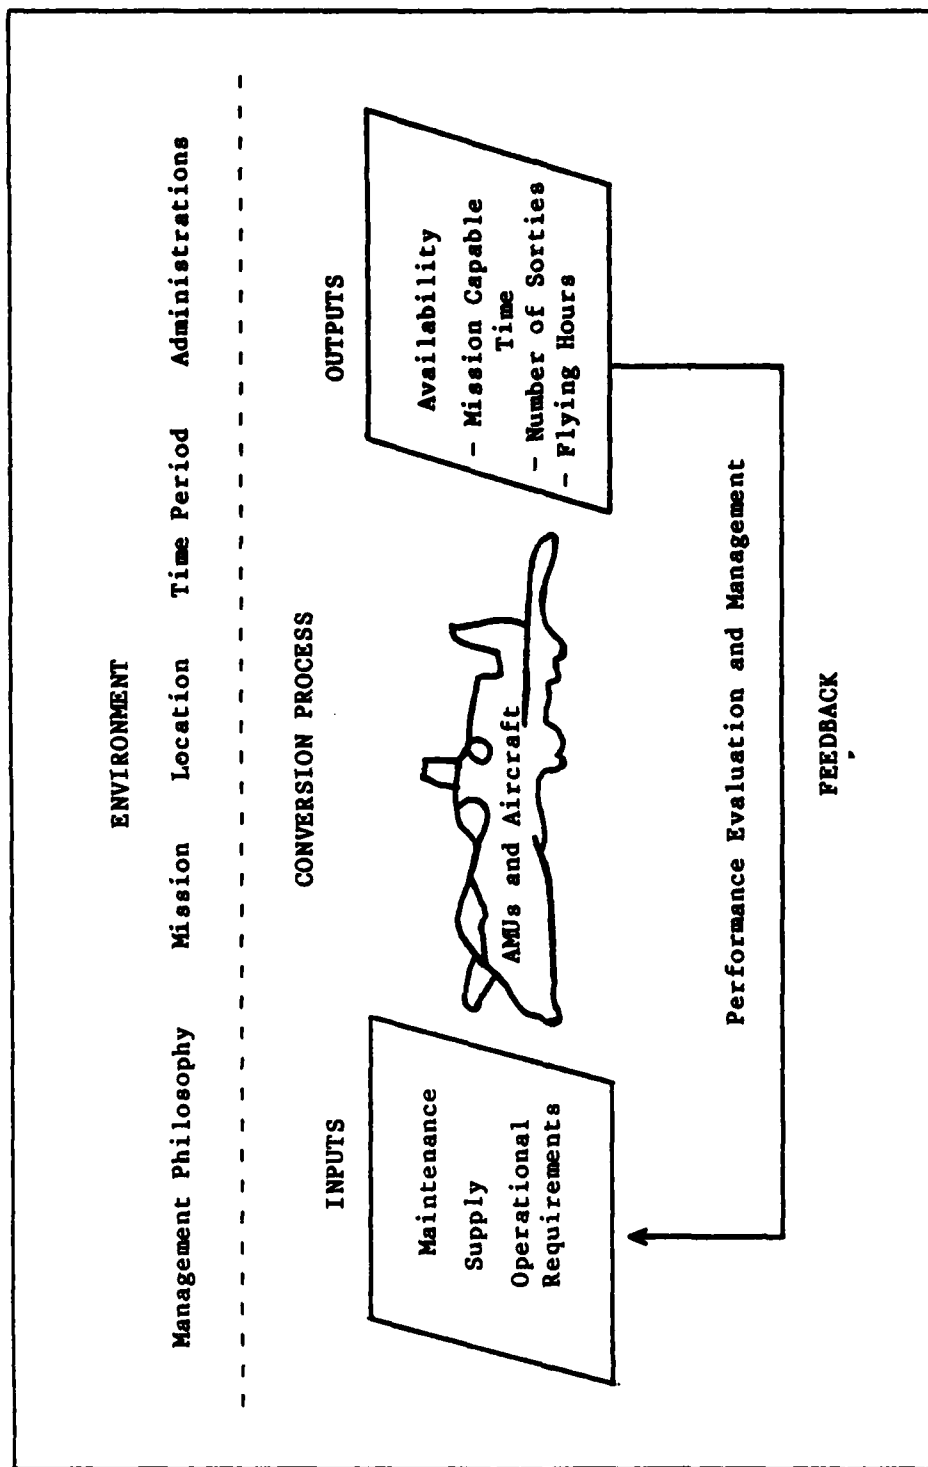 ENVIRONMENT
Management Philosophy Mission Location Time Period Administrations
INPUTS
CONVERSION PROCESS
OUTPUTS
Maintenance
Supply
Operational
Requirements
AMUs and Aircraft
Availability
- Mission Capable
Time
- Number of Sorties
- Flying Hours
Performance Evaluation and Management
FEEDBACK